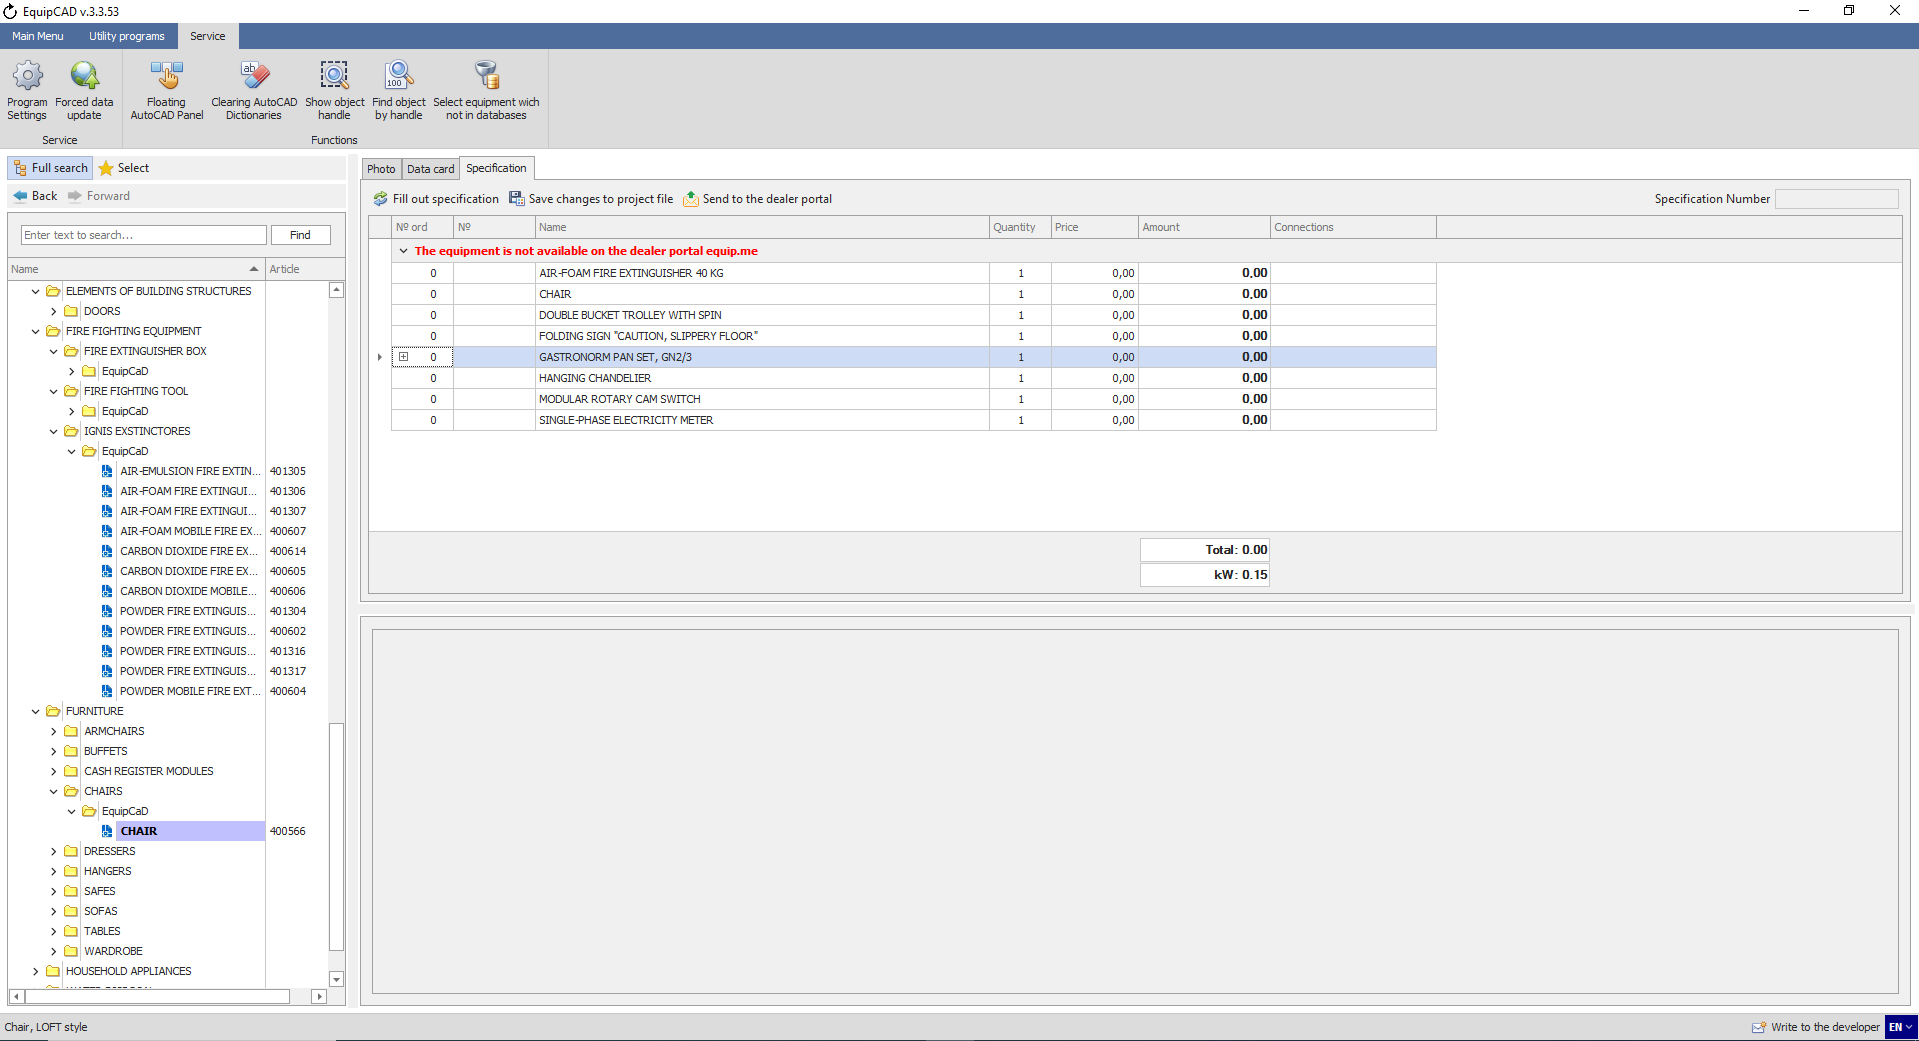 EquipCAD v.3.3.53
Main Menu Utility programs Service
Program Settings
Forced data update
Floating AutoCAD Panel
Clearing AutoCAD Dictionaries
Show object handle
Find object by handle
Select equipment wich not in databases
Service Functions
Full search Select
Back Forward
Enter text to search... Find
Name Article
ELEMENTS OF BUILDING STRUCTURES
DOORS
FIRE FIGHTING EQUIPMENT
FIRE EXTINGUISHER BOX
EquipCaD
FIRE FIGHTING TOOL
EquipCaD
IGNIS EXSTINCTORES
EquipCaD
AIR-EMULSION FIRE EXTIN... 401305
AIR-FOAM FIRE EXTINGUI... 401306
AIR-FOAM FIRE EXTINGUI... 401307
AIR-FOAM MOBILE FIRE EX... 400607
CARBON DIOXIDE FIRE EX... 400614
CARBON DIOXIDE FIRE EX... 400605
CARBON DIOXIDE MOBILE... 400606
POWDER FIRE EXTINGUIS... 401304
POWDER FIRE EXTINGUIS... 400602
POWDER FIRE EXTINGUIS... 401316
POWDER FIRE EXTINGUIS... 401317
POWDER MOBILE FIRE EXT... 400604
FURNITURE
ARMCHAIRS
BUFFETS
CASH REGISTER MODULES
CHAIRS
EquipCaD
CHAIR 400566
DRESSERS
HANGERS
SAFES
SOFAS
TABLES
WARDROBE
HOUSEHOLD APPLIANCES
Photo Data card Specification
Fill out specification Save changes to project file Send to the dealer portal Specification Number
№ ord № Name Quantity Price Amount Connections
The equipment is not available on the dealer portal equip.me
0 AIR-FOAM FIRE EXTINGUISHER 40 KG 1 0,00 0,00
0 CHAIR 1 0,00 0,00
0 DOUBLE BUCKET TROLLEY WITH SPIN 1 0,00 0,00
0 FOLDING SIGN "CAUTION, SLIPPERY FLOOR" 1 0,00 0,00
0 GASTRONORM PAN SET, GN2/3 1 0,00 0,00
0 HANGING CHANDELIER 1 0,00 0,00
0 MODULAR ROTARY CAM SWITCH 1 0,00 0,00
0 SINGLE-PHASE ELECTRICITY METER 1 0,00 0,00
Total: 0.00
kW: 0.15
Chair, LOFT style Write to the developer EN